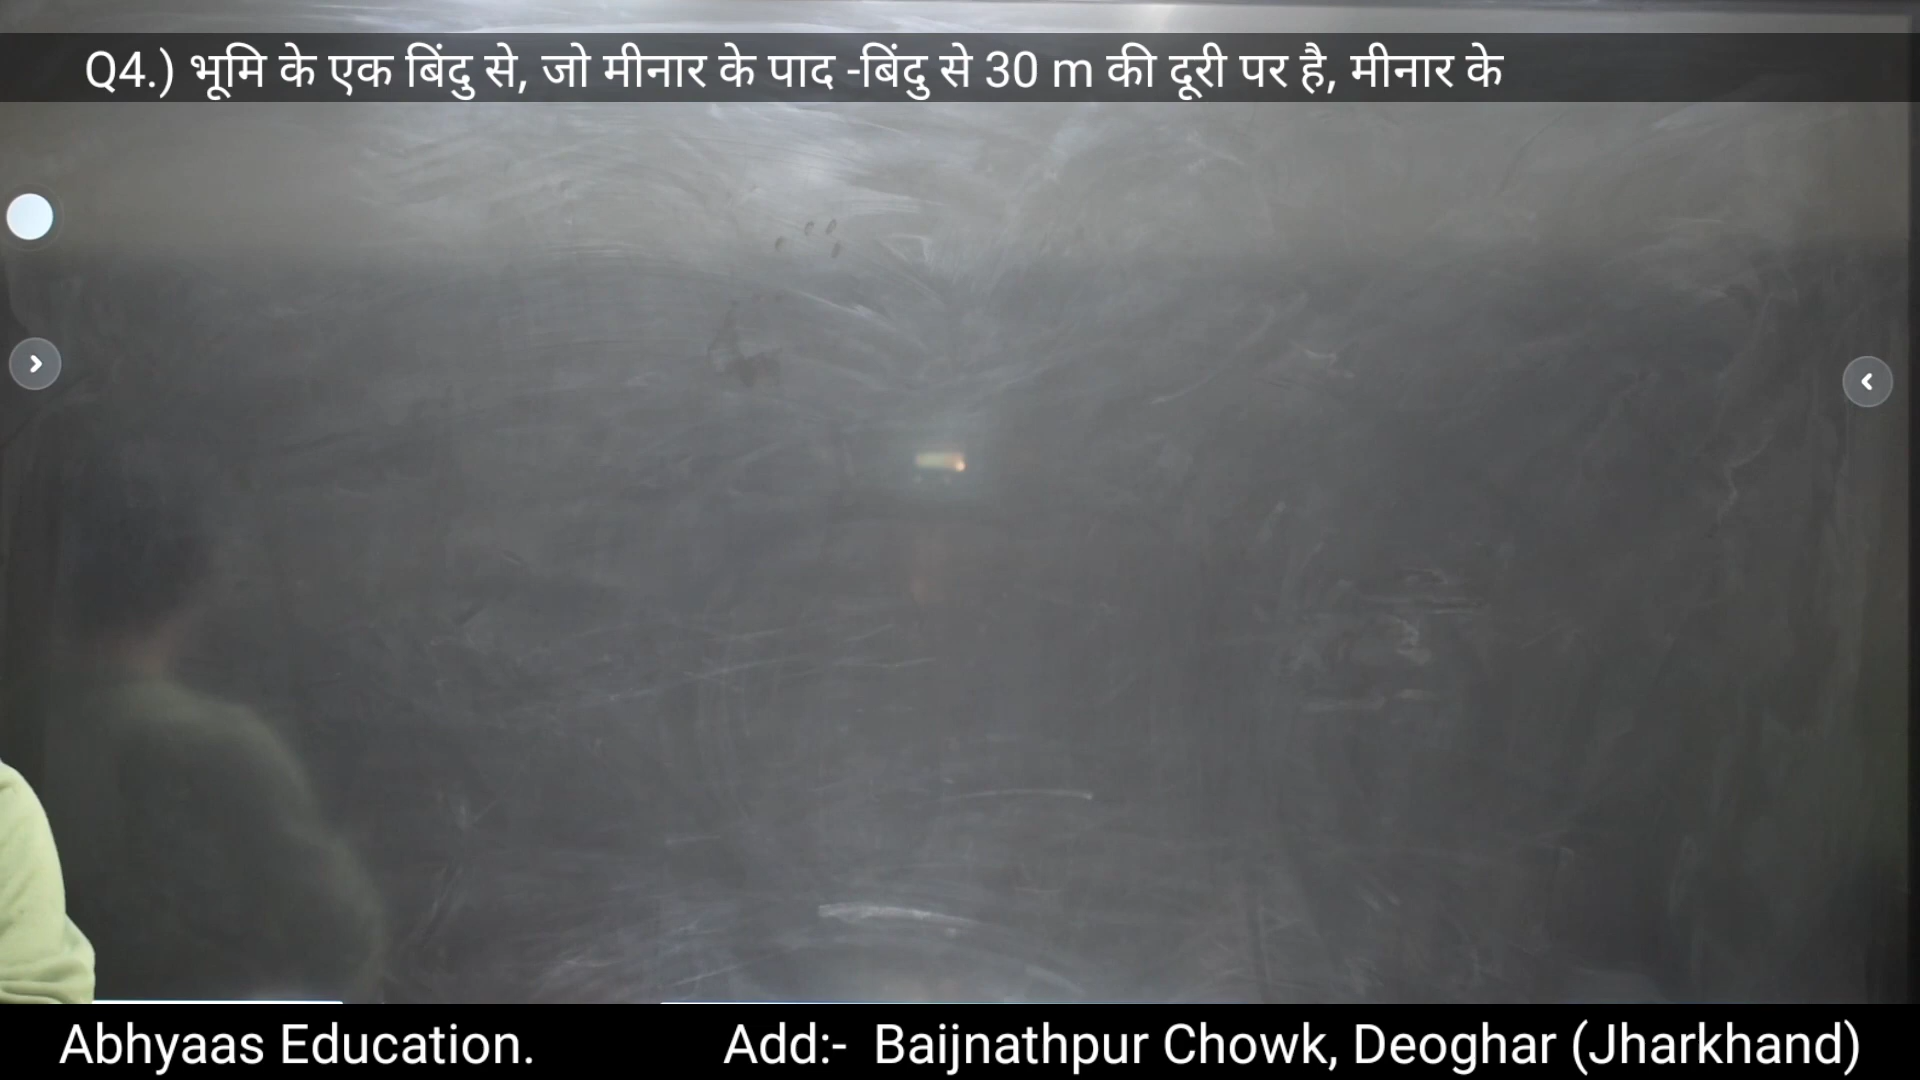 Q4.) भूमि के एक बिंदु से, जो मीनार के पाद -बिंदु से 30 m की दूरी पर है, मीनार के
Abhyaas Education. Add:- Baijnathpur Chowk, Deoghar (Jharkhand)